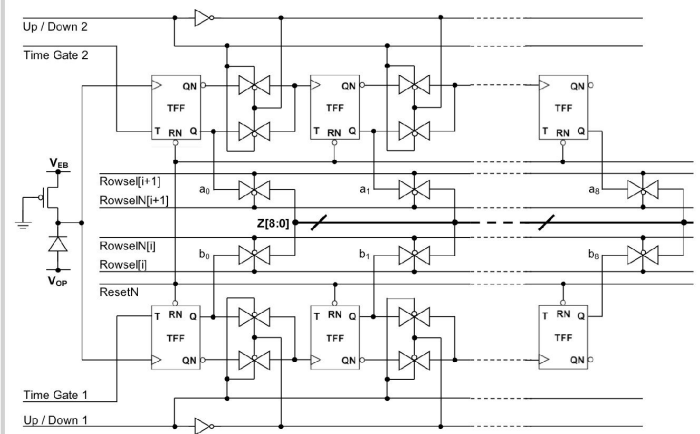 Up / Down 2
Time Gate 2
QN QN QN
TFF TFF TFF
T RN Q T RN Q T RN Q
VEB
Rowsel[i+1] a0 a1 a8
RowselN[i+1]
Z[8:0]
RowselN[i] b0 b1 b8
Rowsel[i]
VOP
ResetN
T RN Q T RN Q T RN Q
TFF TFF TFF
QN QN QN
Time Gate 1
Up / Down 1